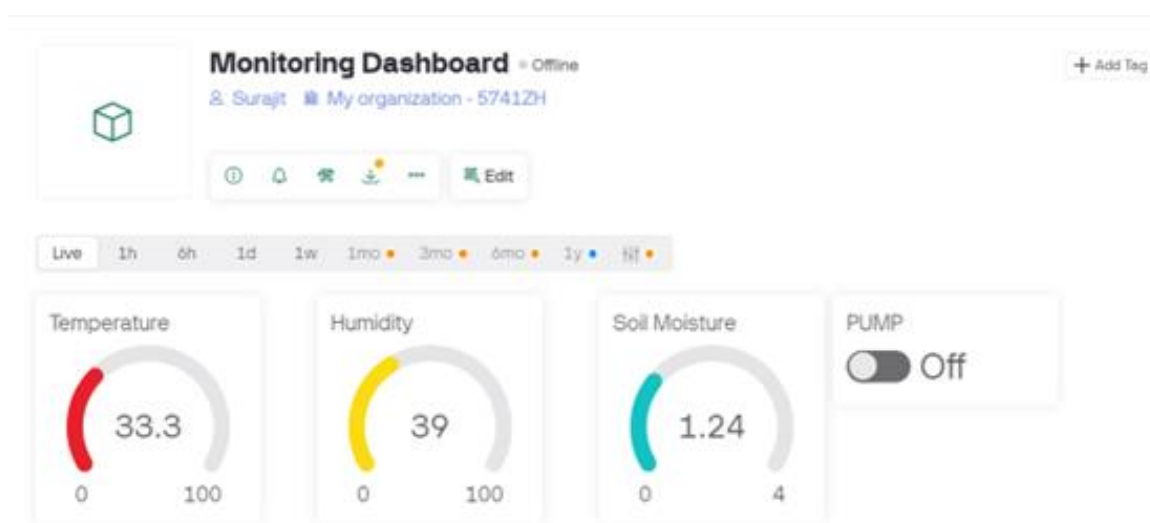 Monitoring Dashboard Offline
Surajit My organization - 5741ZH
+ Add Tag
Edit
Live 1h 6h 1d 1w 1mo 3mo 6mo 1y
Temperature
33.3
0 100
Humidity
39
0 100
Soil Moisture
1.24
0 4
PUMP
Off